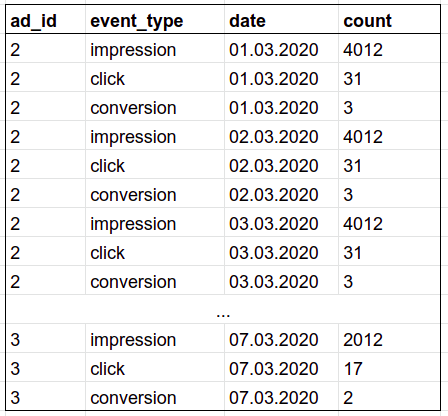 ad_id event_type date count
2 impression 01.03.2020 4012
2 click 01.03.2020 31
2 conversion 01.03.2020 3
2 impression 02.03.2020 4012
2 click 02.03.2020 31
2 conversion 02.03.2020 3
2 impression 03.03.2020 4012
2 click 03.03.2020 31
2 conversion 03.03.2020 3
...
3 impression 07.03.2020 2012
3 click 07.03.2020 17
3 conversion 07.03.2020 2